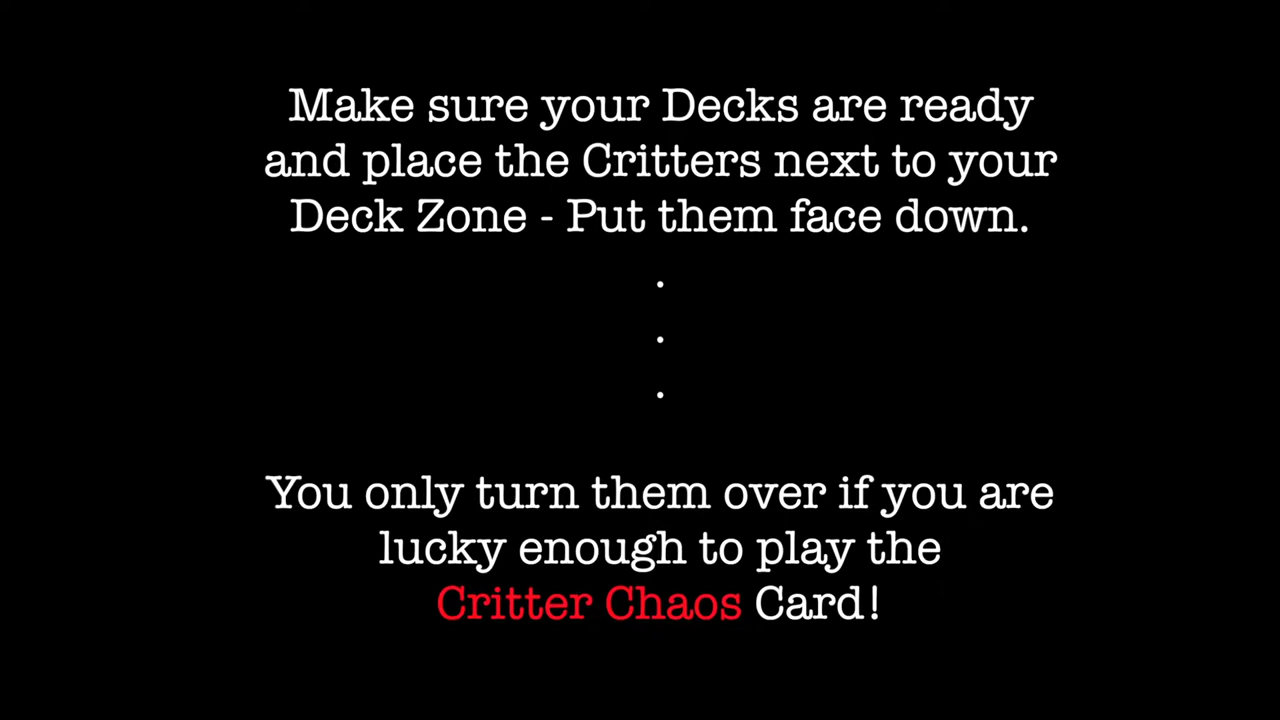 Make sure your Decks are ready
and place the Critters next to your
Deck Zone - Put them face down.
.
.
.
You only turn them over if you are
lucky enough to play the
Critter Chaos Card!